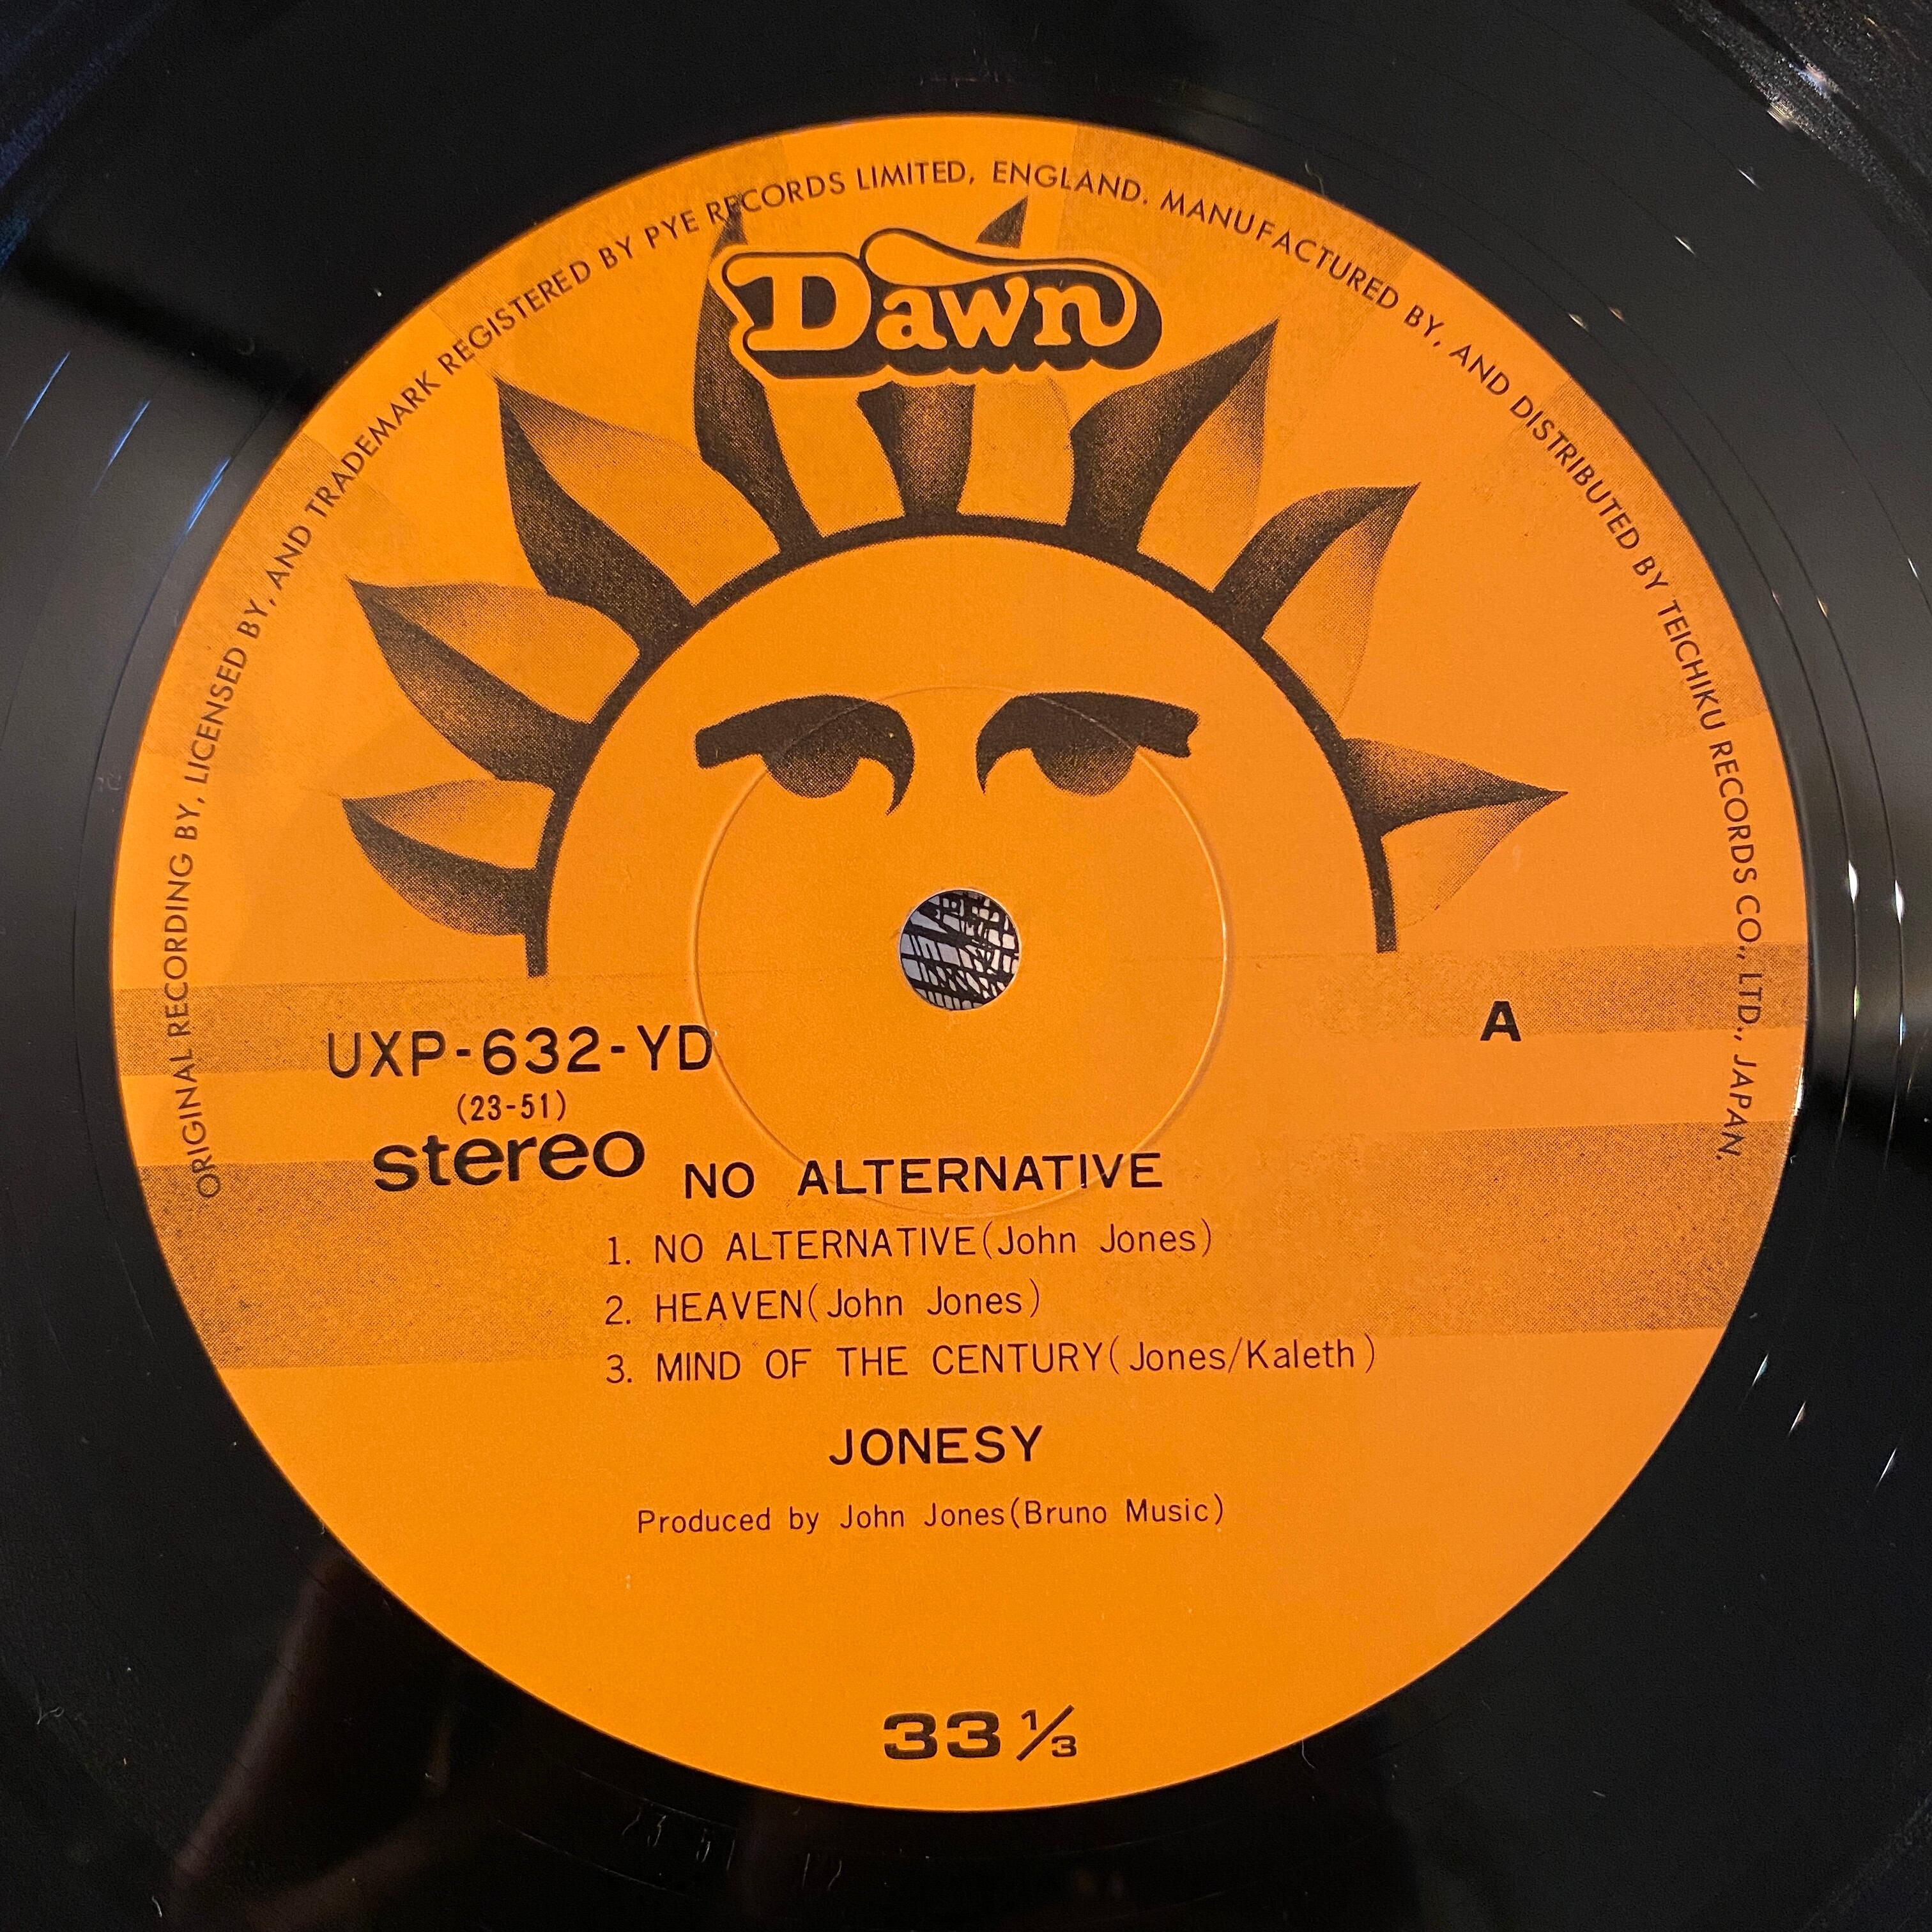 ORIGINAL RECORDING BY, LICENSED BY, AND TRADEMARK REGISTERED BY PYE RECORDS LIMITED, ENGLAND. MANUFACTURED BY, AND DISTRIBUTED BY TEICHIKU RECORDS CO., LTD., JAPAN.
Dawn
UXP-632-YD
A
(23-51)
stereo
NO ALTERNATIVE
1. NO ALTERNATIVE(John Jones)
2. HEAVEN(John Jones)
3. MIND OF THE CENTURY(Jones/Kaleth)
JONESY
Produced by John Jones(Bruno Music)
33 1/3